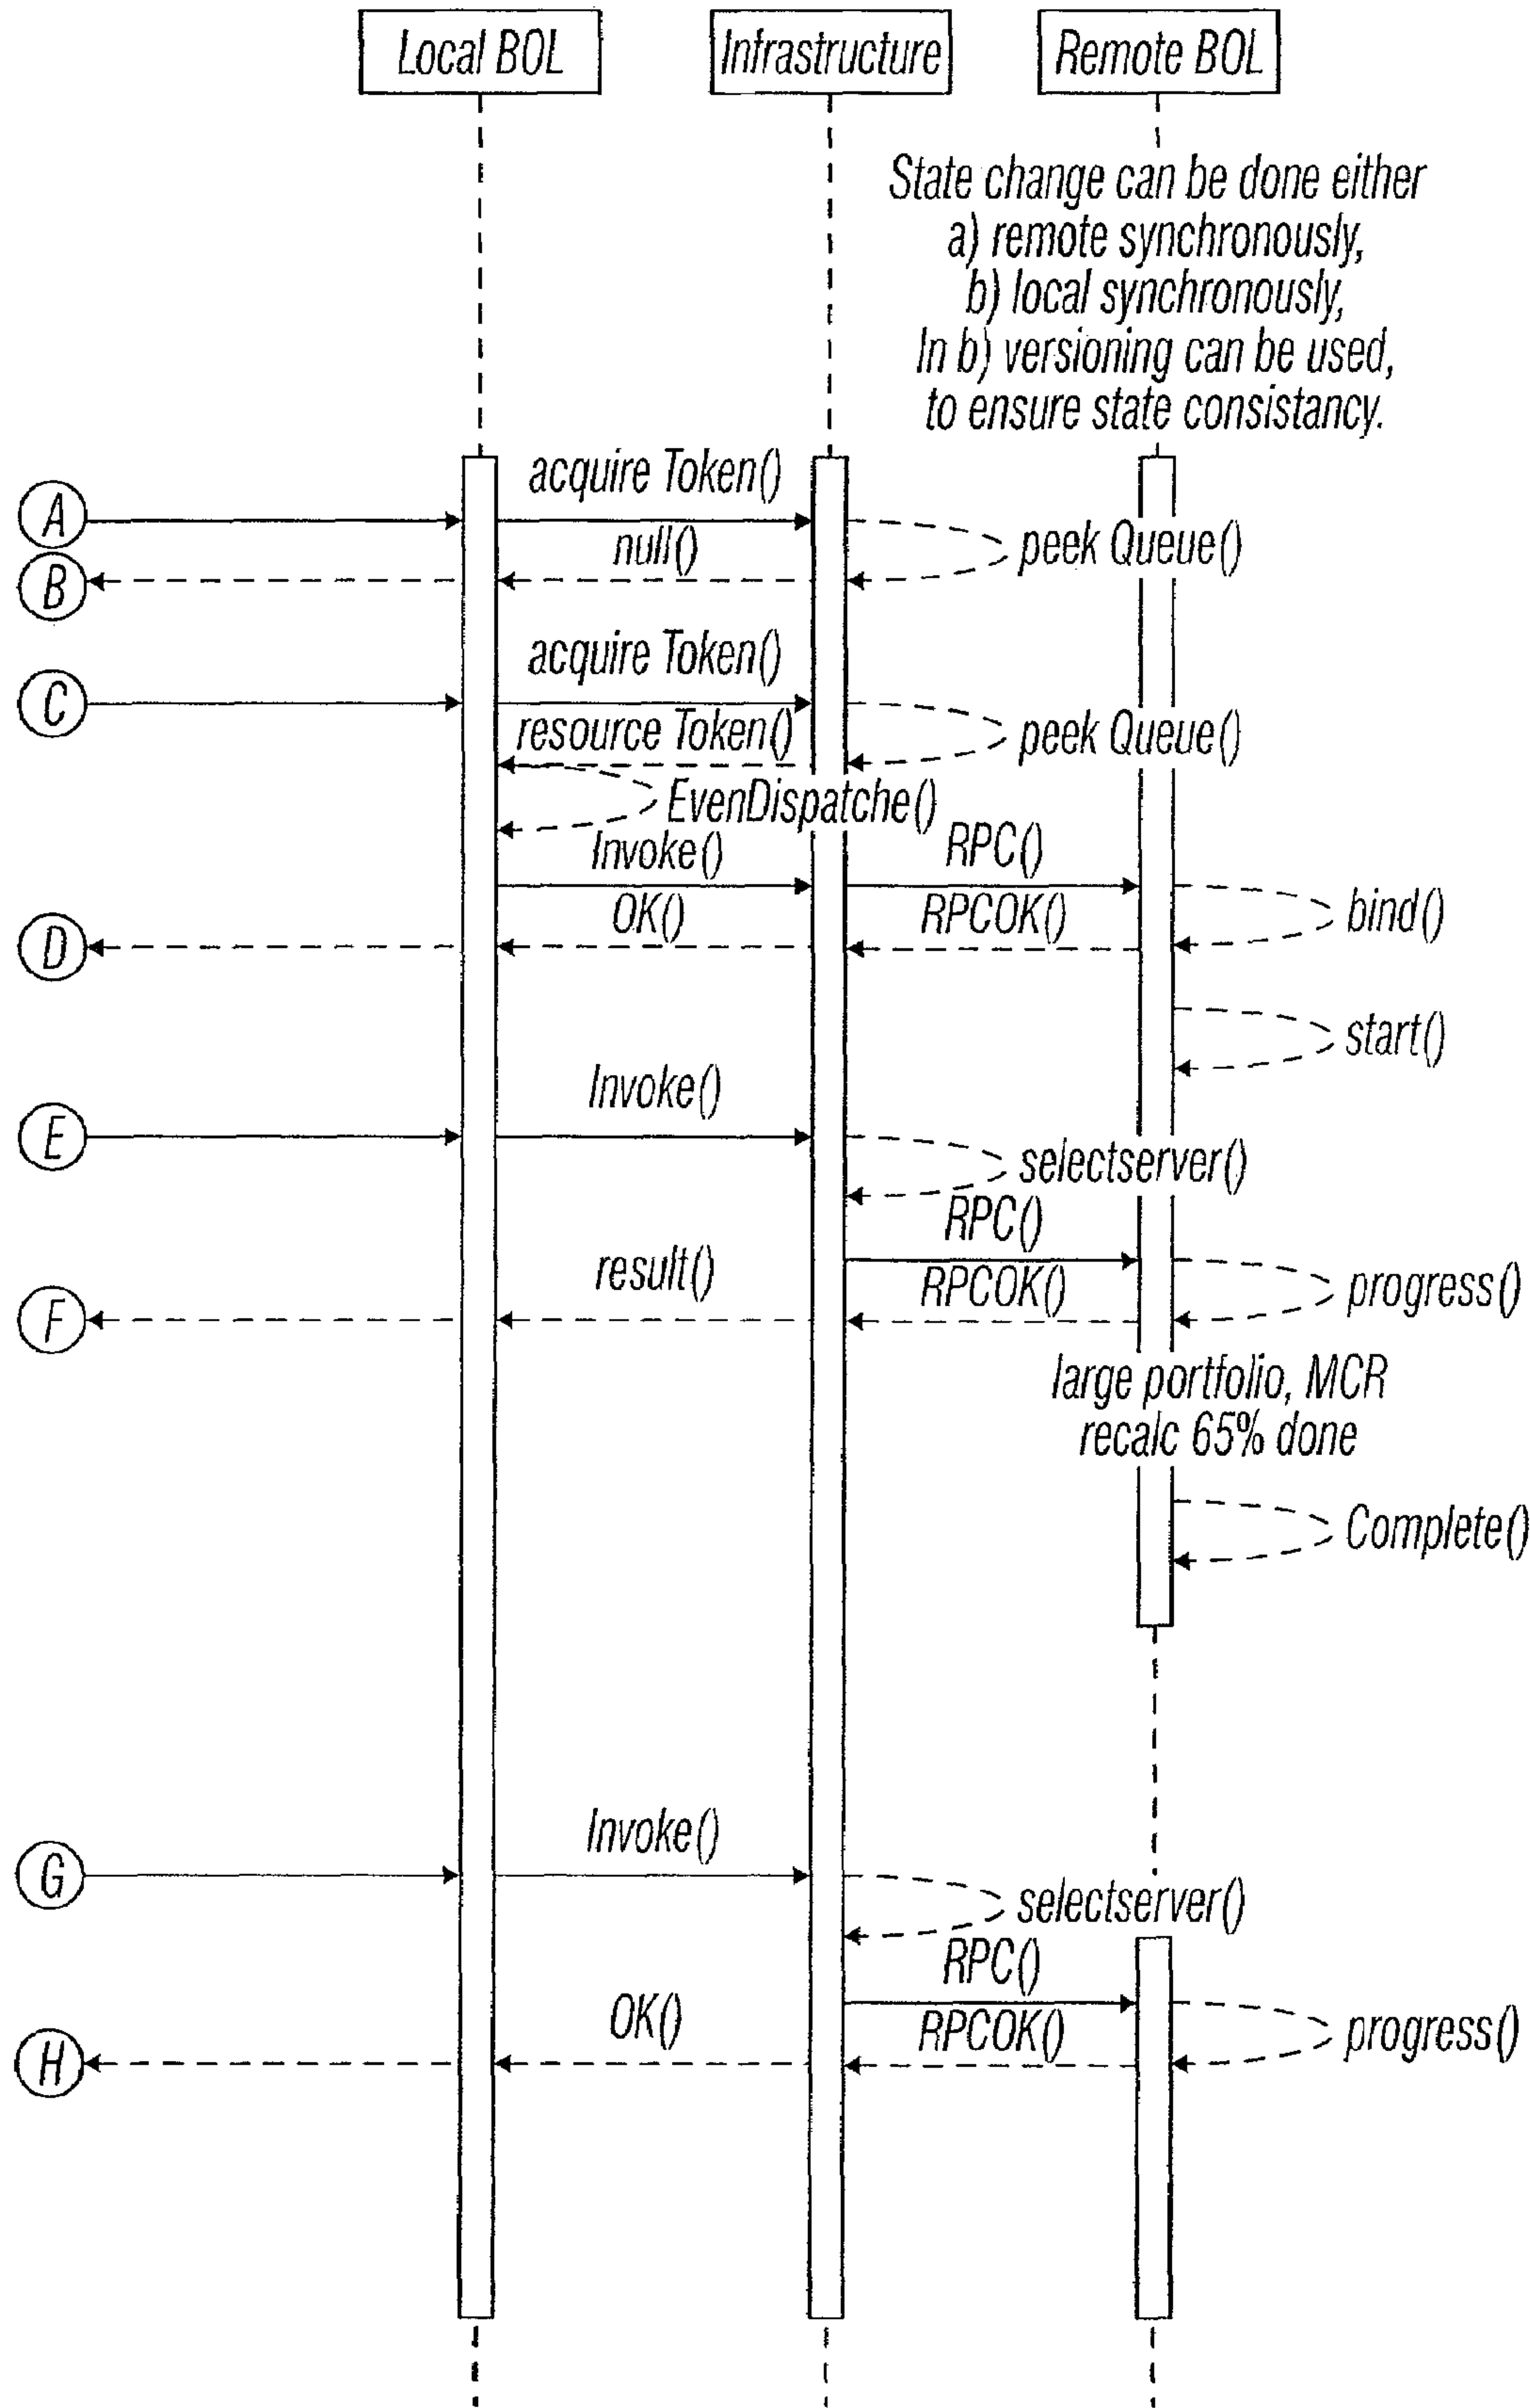 Local BOL
Infrastructure
Remote BOL
State change can be done either
a) remote synchronously,
b) local synchronously,
In b) versioning can be used,
to ensure state consistancy.
acquire Token()
A
null()
peek Queue()
B
acquire Token()
C
resource Token()
peek Queue()
EvenDispatche()
Invoke()
RPC()
OK()
RPCOK()
bind()
D
start()
Invoke()
E
selectserver()
RPC()
result()
RPCOK()
progress()
F
large portfolio, MCR
recalc 65% done
Complete()
Invoke()
G
selectserver()
RPC()
OK()
RPCOK()
progress()
H